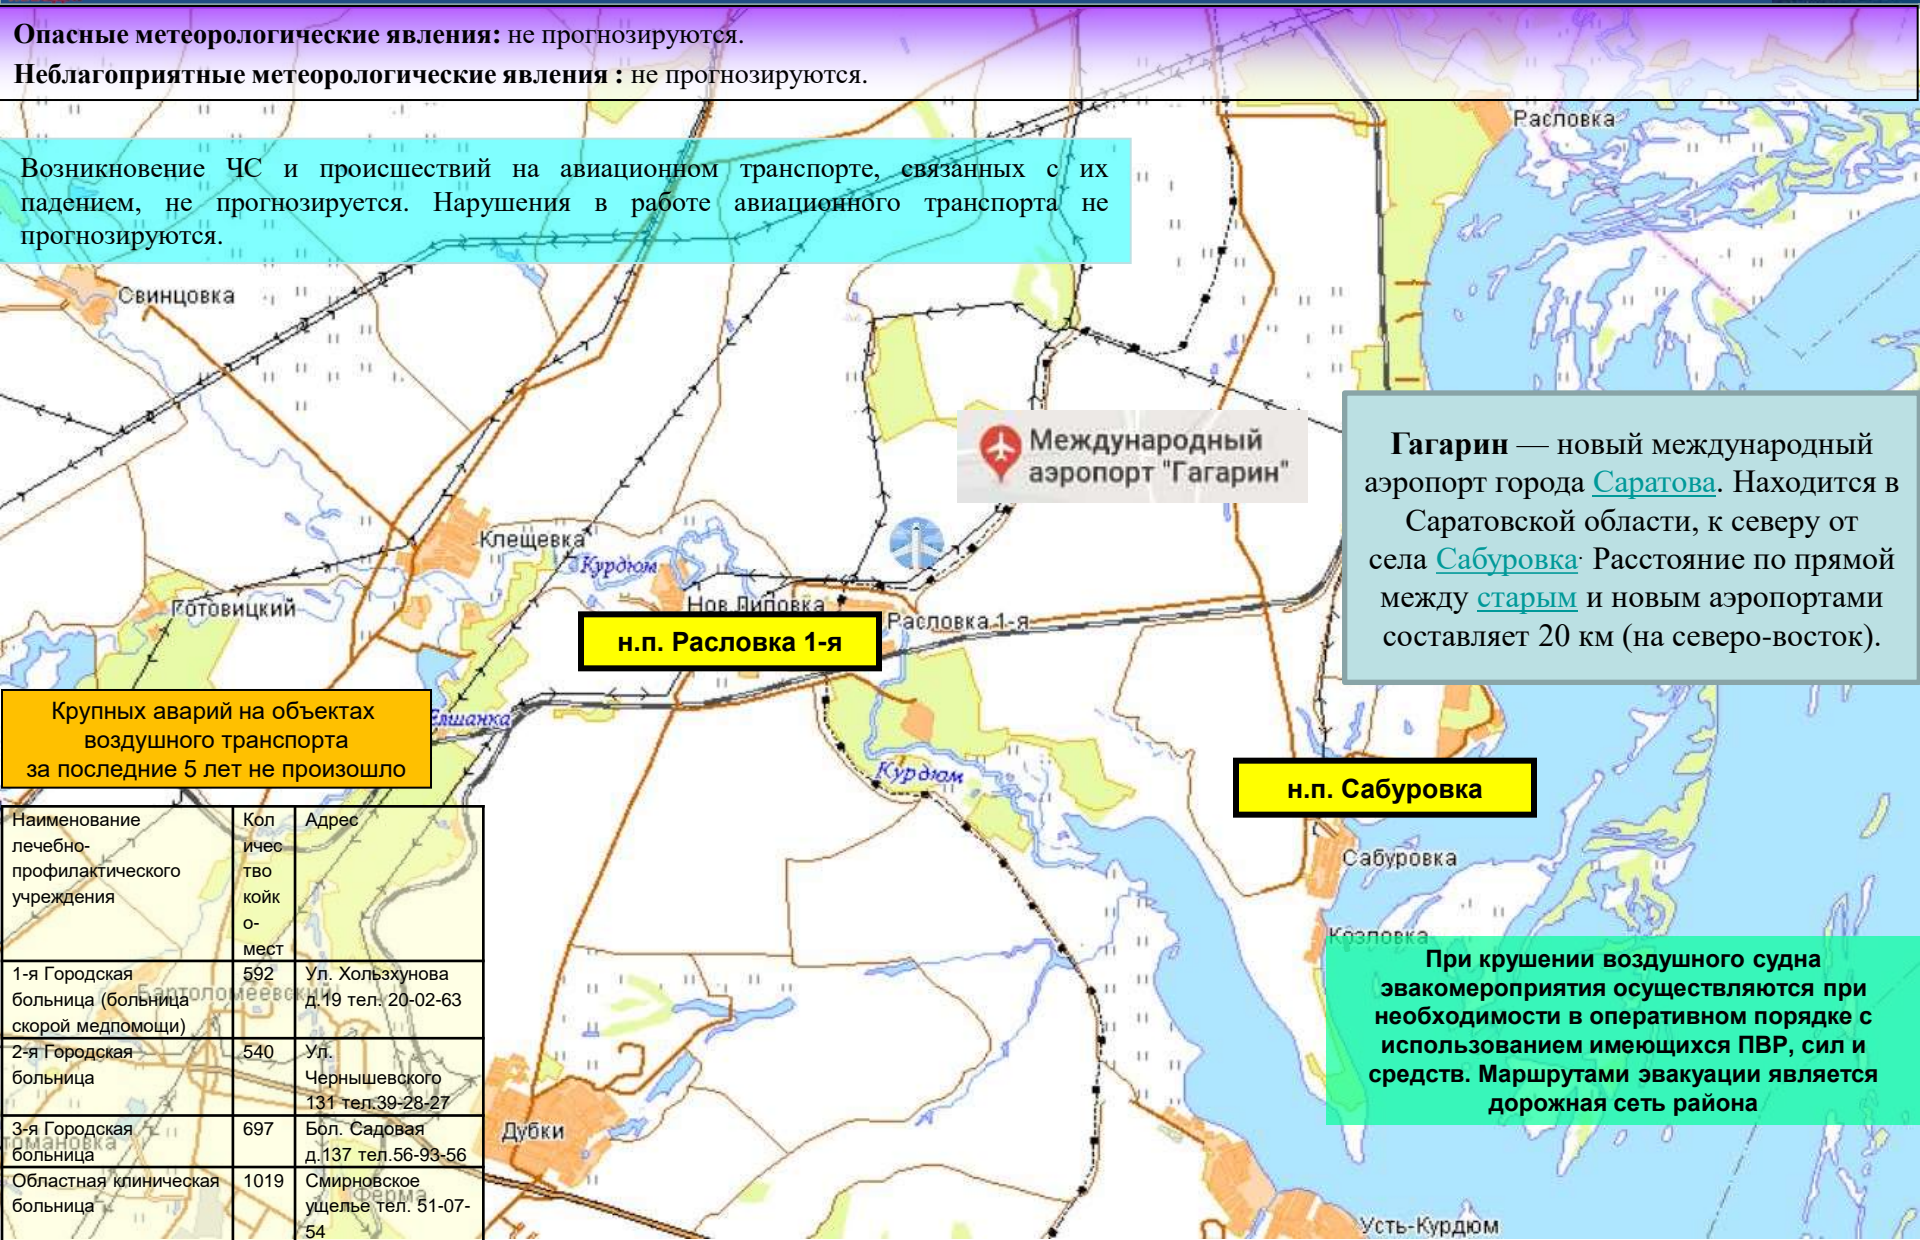 Опасные метеорологические явления: не прогнозируются.
Неблагоприятные метеорологические явления : не прогнозируются.
Расловка
Возникновение ЧС и происшествий на авиационном транспорте, связанных с их
падением, не прогнозируется. Нарушения в работе авиационного транспорта не
прогнозируются.
Свинцовка
Международный
аэропорт "Гагарин"
Гагарин — новый международный
аэропорт города Саратова. Находится в
Саратовской области, к северу от
села Сабуровка. Расстояние по прямой
между старым и новым аэропортами
составляет 20 км (на северо-восток).
Клещевка
Курдюм
Готовицкий
Нов.Липовка
Расловка 1-я
н.п. Расловка 1-я
Елшанка
Крупных аварий на объектах
воздушного транспорта
за последние 5 лет не произошло
Курдюм
н.п. Сабуровка
Сабуровка
Козловка
Наименование
лечебно-
профилактического
учреждения
Кол
ичес
тво
койк
о-
мест
Адрес
1-я Городская
больница (больница
скорой медпомощи)
592
Ул. Хользхунова
д.19 тел. 20-02-63
Бартоломеевский
2-я Городская
больница
540
Ул.
Чернышевского
131 тел.39-28-27
3-я Городская
больница
697
Бол. Садовая
д.137 тел.56-93-56
Областная клиническая
больница
1019
Смирновское
ущелье тел. 51-07-
54
Ферма
Дубки
При крушении воздушного судна
эвакомероприятия осуществляются при
необходимости в оперативном порядке с
использованием имеющихся ПВР, сил и
средств. Маршрутами эвакуации является
дорожная сеть района
Усть-Курдюм